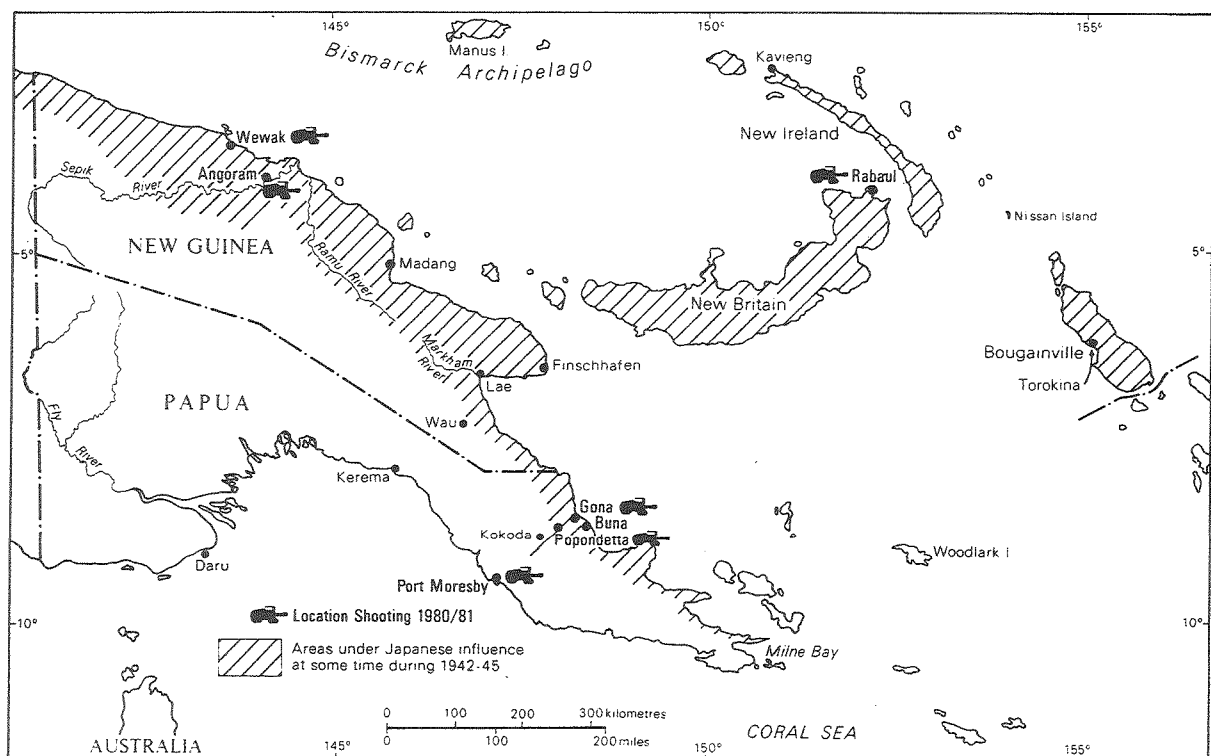 145°
150°
155°
Manus I.
Bismarck Archipelago
Kavieng
New Ireland
Wewak
Sepik River
Angoram
Rabaul
Nissan Island
NEW GUINEA
Ramu River
5°
5°
Madang
New Britain
Bougainville
Torokina
Markham River
Finschhafen
Lae
PAPUA
Wau
Fly River
Kerema
Gona
Buna
Kokoda
Popondetta
Woodlark I
Daru
Port Moresby
Location Shooting 1980/81
10°
10°
Areas under Japanese influence
at some time during 1942-45
Milne Bay
0 100 200 300 kilometres
0 100 200 miles
CORAL SEA
AUSTRALIA
145°
150°
155°